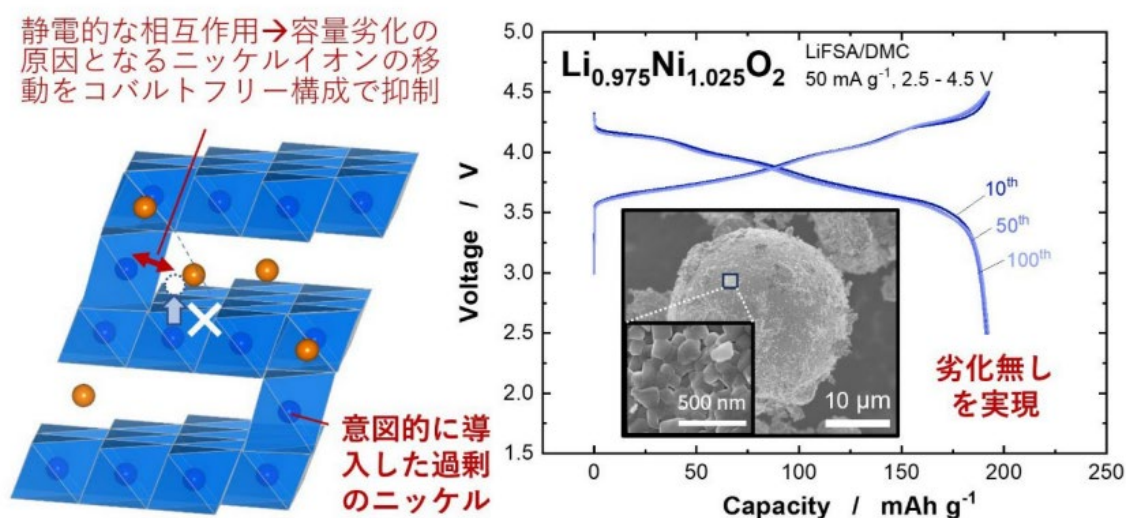 静電的な相互作用→容量劣化の
原因となるニッケルイオンの移
動をコバルトフリー構成で抑制
意図的に導
入した過剰
のニッケル
Li0.975Ni1.025O2
LiFSA/DMC
50 mA g-1, 2.5 - 4.5 V
Voltage / V
5.0
4.5
4.0
3.5
3.0
2.5
2.0
1.5
10th
50th
100th
500 nm
10 µm
劣化無し
を実現
0 50 100 150 200 250
Capacity / mAh g-1